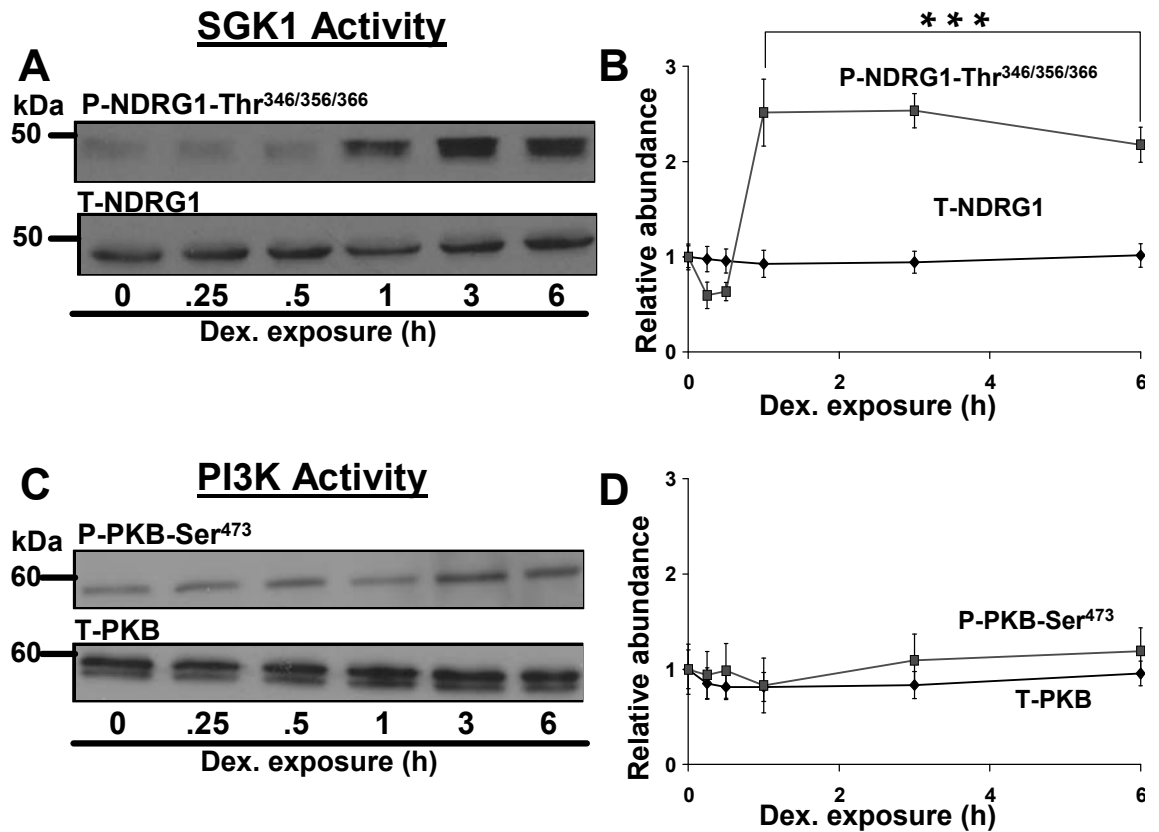 SGK1 Activity
A
kDa
P-NDRG1-Thr346/356/366
50
T-NDRG1
50
0 .25 .5 1 3 6
Dex. exposure (h)
B
* * *
Relative abundance
3
2
1
0
P-NDRG1-Thr346/356/366
T-NDRG1
0 2 4 6
Dex. exposure (h)
C
PI3K Activity
kDa
P-PKB-Ser473
60
T-PKB
60
0 .25 .5 1 3 6
Dex. exposure (h)
D
Relative abundance
3
2
1
0
P-PKB-Ser473
T-PKB
0 2 4 6
Dex. exposure (h)